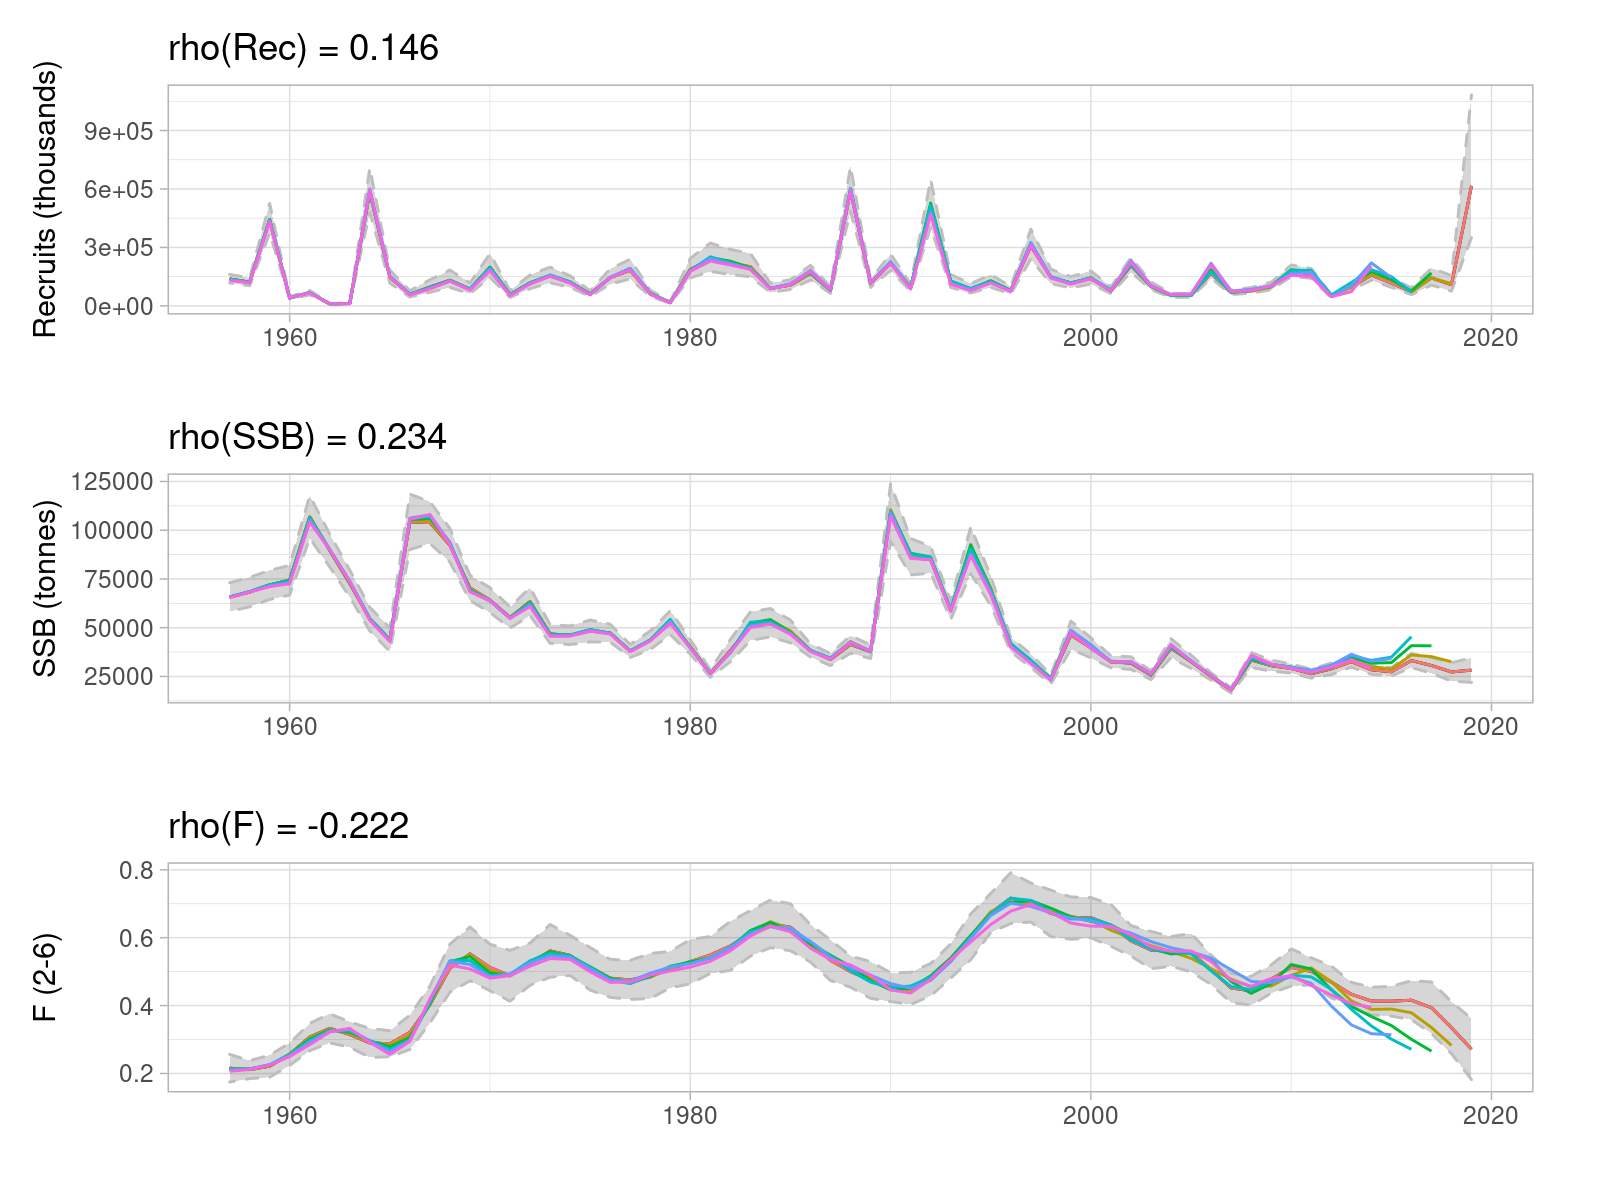 rho(Rec) = 0.146
Recruits (thousands)
9e+05
6e+05
3e+05
0e+00
1960 1980 2000 2020
rho(SSB) = 0.234
SSB (tonnes)
125000
100000
75000
50000
25000
1960 1980 2000 2020
rho(F) = -0.222
F (2-6)
0.8
0.6
0.4
0.2
1960 1980 2000 2020